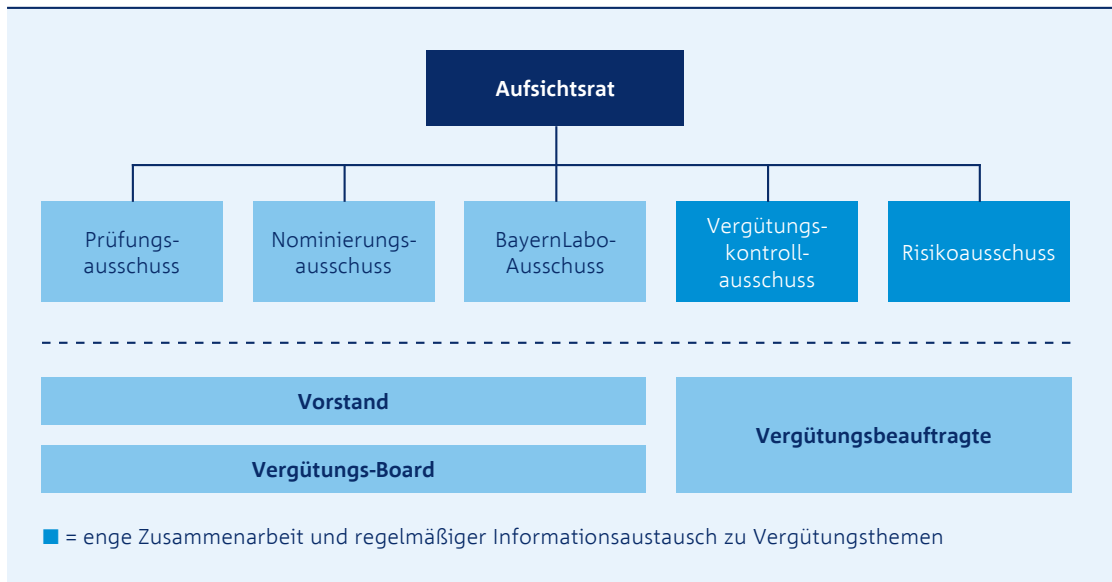 Aufsichtsrat
Prüfungs-
ausschuss
Nominierungs-
ausschuss
BayernLabo-
Ausschuss
Vergütungs-
kontroll-
ausschuss
Risikoausschuss
Vorstand
Vergütungs-Board
Vergütungsbeauftragte
= enge Zusammenarbeit und regelmäßiger Informationsaustausch zu Vergütungsthemen